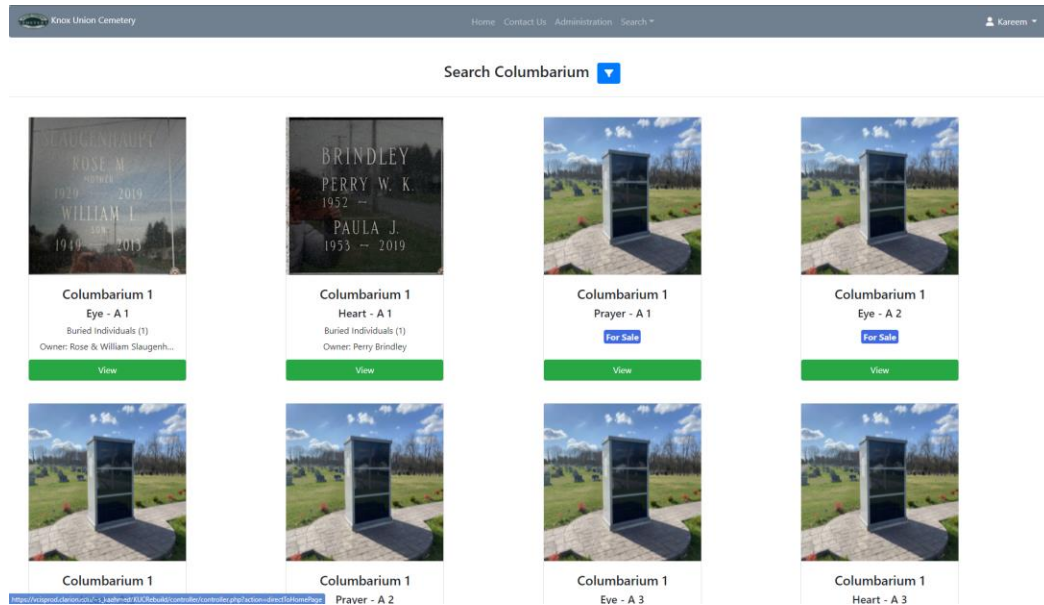 Knox Union Cemetery
Home Contact Us Administration Search
Kareem
Search Columbarium
SLAUGENHAUPT
ROSE M.
MOTHER
1929 2019
WILLIAM L.
SON
1949 2013
BRINDLEY
PERRY W. K.
1952 ~
PAULA J.
1953 ~ 2019
Columbarium 1
Eye - A 1
Buried Individuals (1)
Owner: Rose & William Slaugenh...
View
Columbarium 1
Heart - A 1
Buried Individuals (1)
Owner: Perry Brindley
View
Columbarium 1
Prayer - A 1
For Sale
View
Columbarium 1
Eye - A 2
For Sale
View
Columbarium 1
Columbarium 1
Prayer - A 2
Columbarium 1
Eye - A 3
Columbarium 1
Heart - A 3